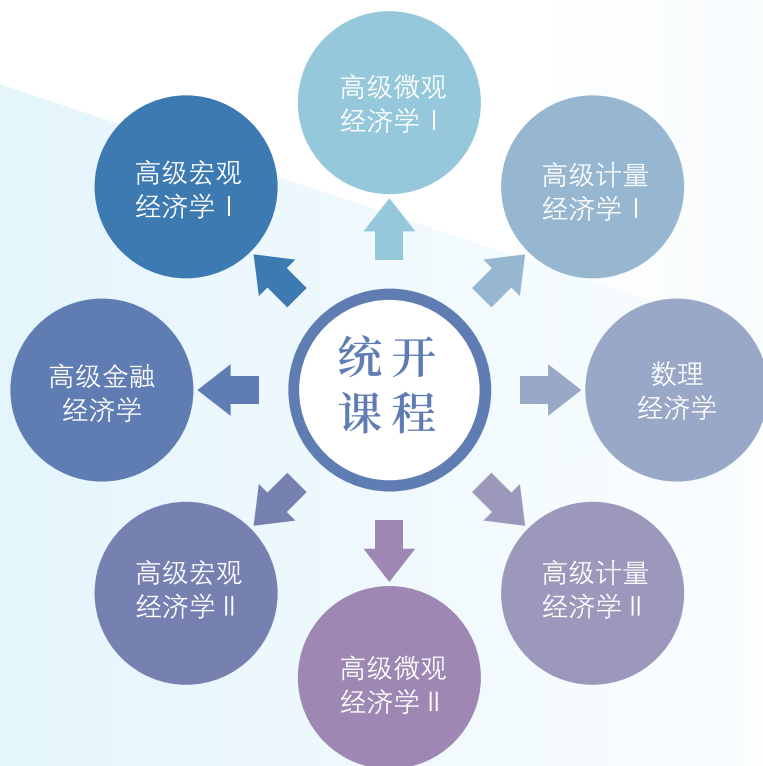 高级微观
经济学Ⅰ
高级宏观
经济学Ⅰ
高级计量
经济学Ⅰ
统开
课程
高级金融
经济学
数理
经济学
高级宏观
经济学Ⅱ
高级计量
经济学Ⅱ
高级微观
经济学Ⅱ